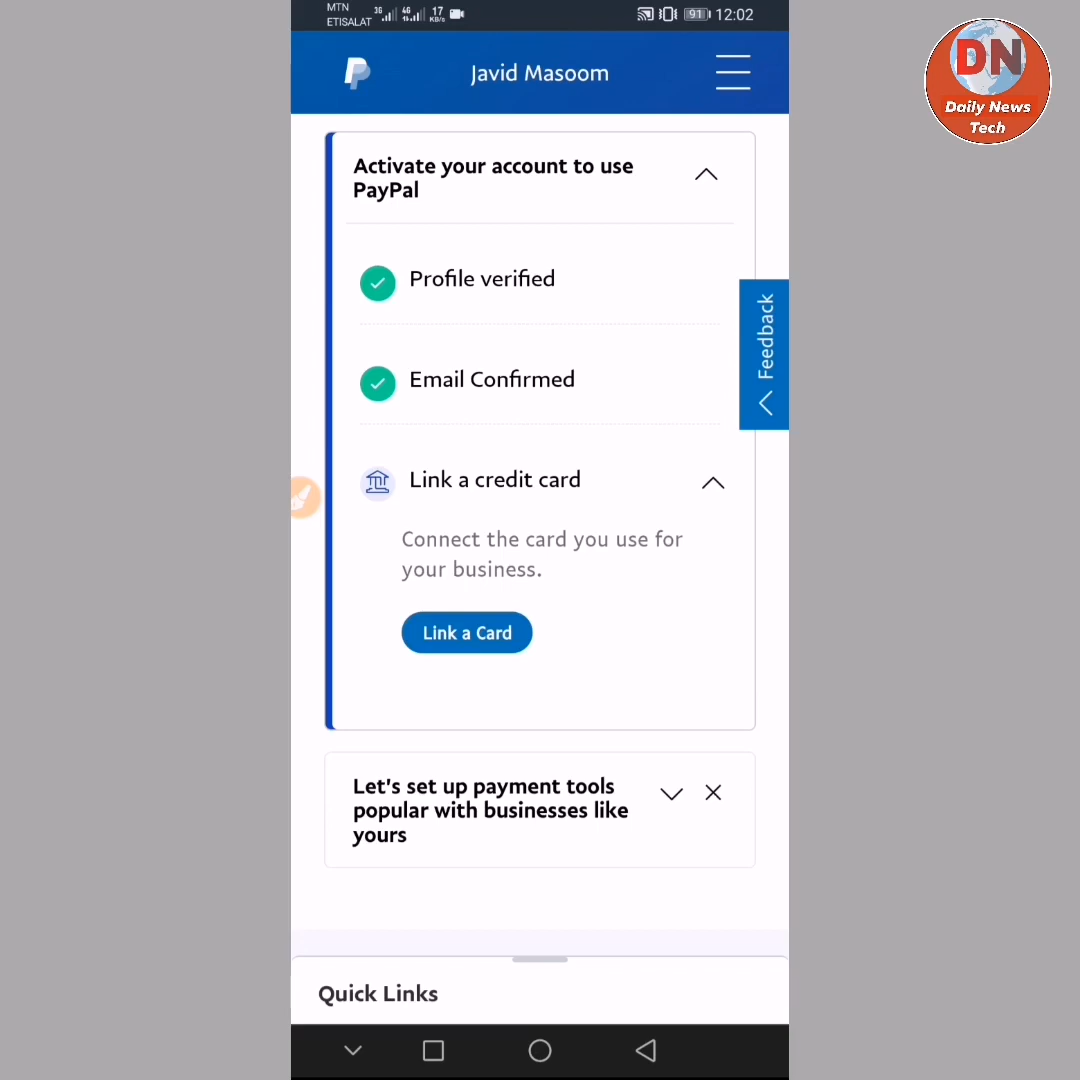 MTN
ETISALAT
3G
4G
17
KB/s
91
12:02
Javid Masoom
DN
Daily News
Tech
Activate your account to use
PayPal
Profile verified
Feedback
Email Confirmed
Link a credit card
Connect the card you use for
your business.
Link a Card
Let's set up payment tools
popular with businesses like
yours
Quick Links